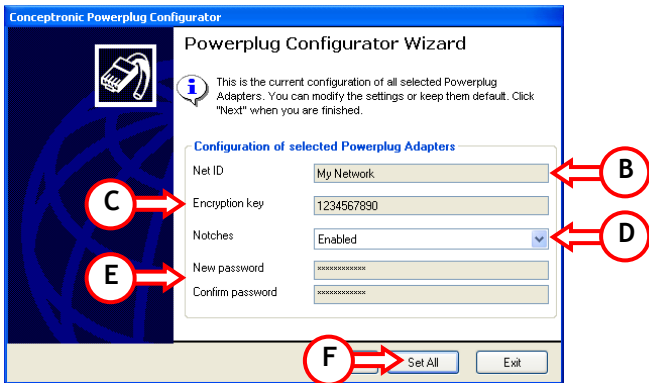 Conceptronic Powerplug Configurator
Powerplug Configurator Wizard
This is the current configuration of all selected Powerplug
Adapters. You can modify the settings or keep them default. Click
"Next" when you are finished.
Configuration of selected Powerplug Adapters
Net ID
My Network
B
C
Encryption key
1234567890
Notches
Enabled
D
E
New password
xxxxxxxxxxxx
Confirm password
xxxxxxxxxxxx
F
Set All
Exit